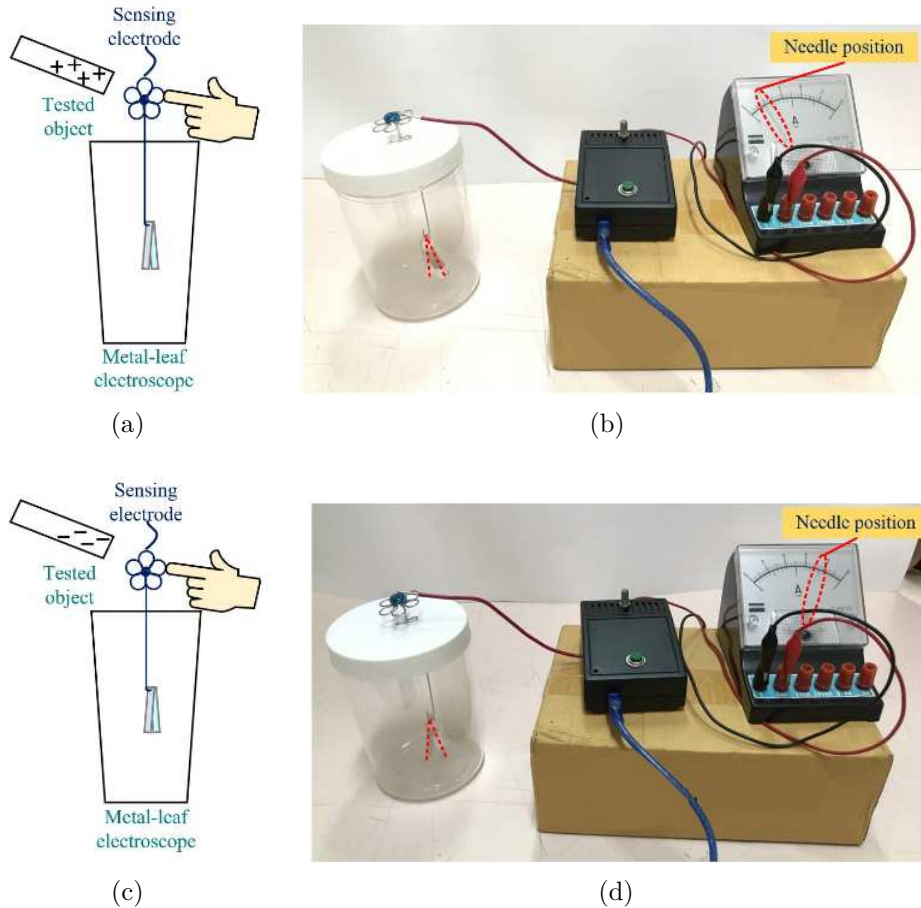 Sensing
electrode
+ + + +
Tested
object
Metal-leaf
electroscope
(a)
Needle position
A
(b)
Sensing
electrode
- - - -
Tested
object
Metal-leaf
electroscope
(c)
Needle position
A
(d)